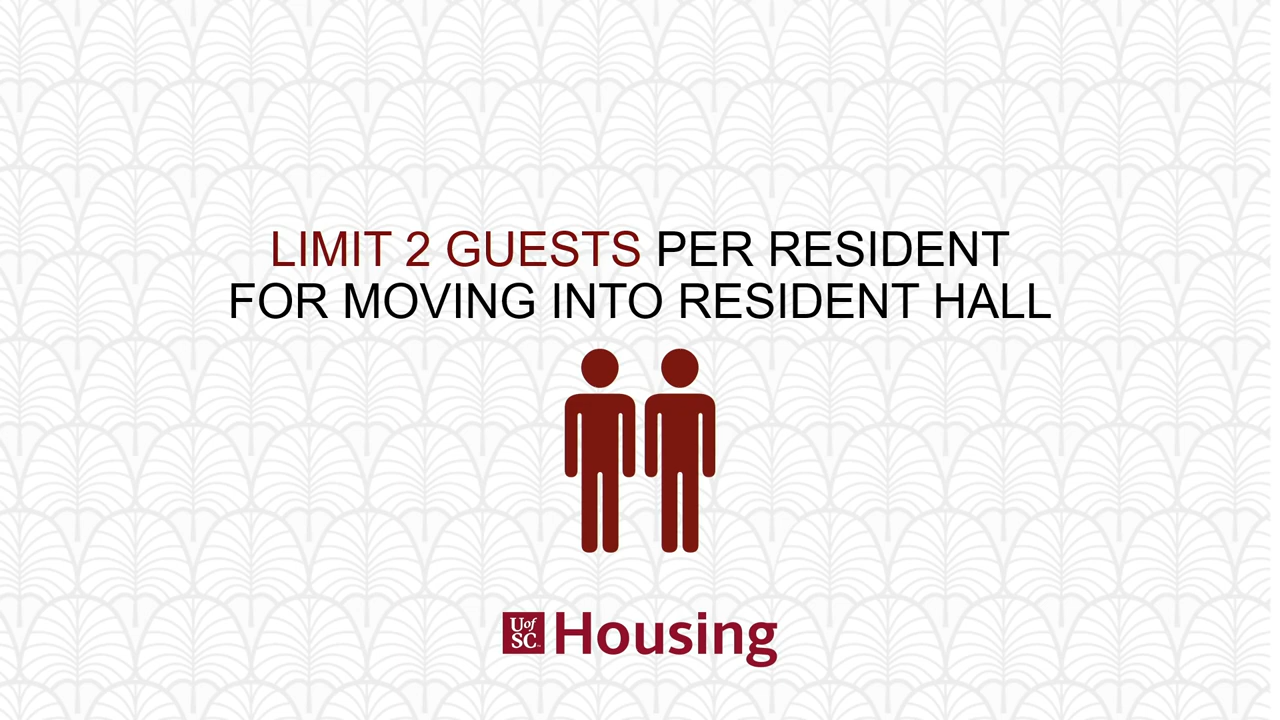 LIMIT 2 GUESTS PER RESIDENT
FOR MOVING INTO RESIDENT HALL
UofSC Housing